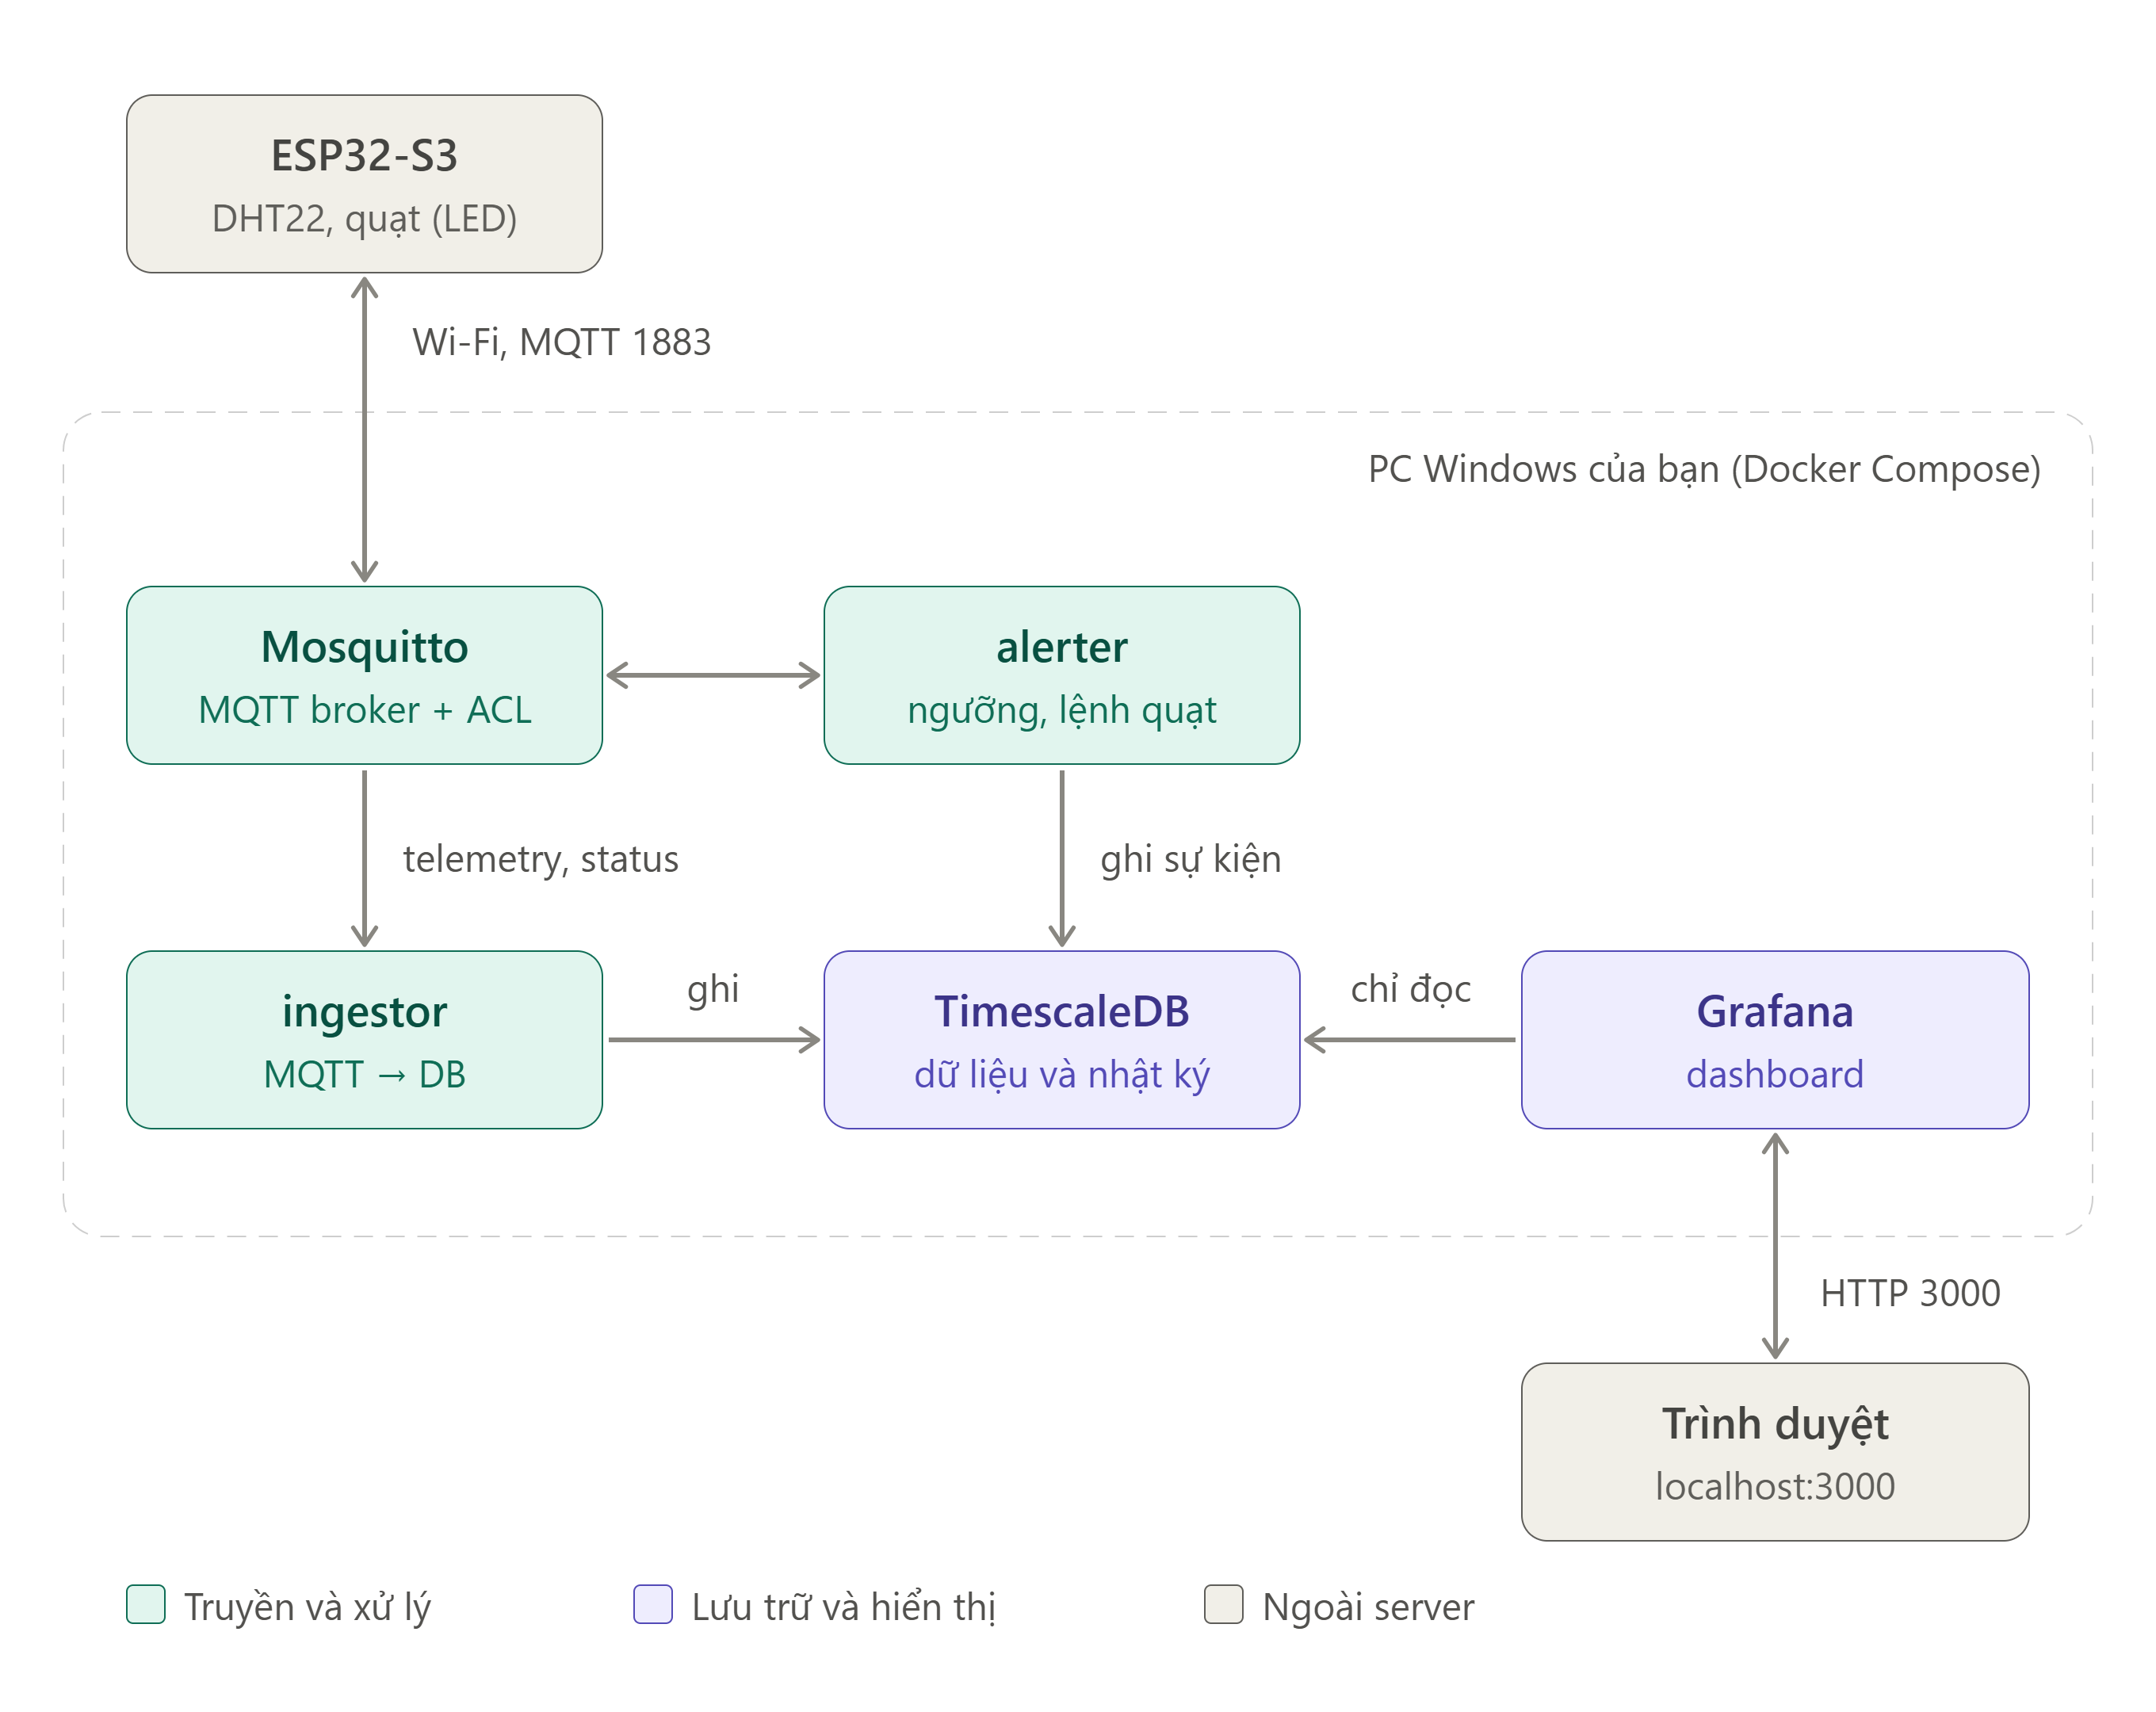 ESP32-S3
DHT22, quạt (LED)
Wi-Fi, MQTT 1883
PC Windows của bạn (Docker Compose)
Mosquitto
MQTT broker + ACL
alerter
ngưỡng, lệnh quạt
telemetry, status
ghi sự kiện
ingestor
MQTT → DB
ghi
TimescaleDB
dữ liệu và nhật ký
chỉ đọc
Grafana
dashboard
HTTP 3000
Trình duyệt
localhost:3000
Truyền và xử lý
Lưu trữ và hiển thị
Ngoài server